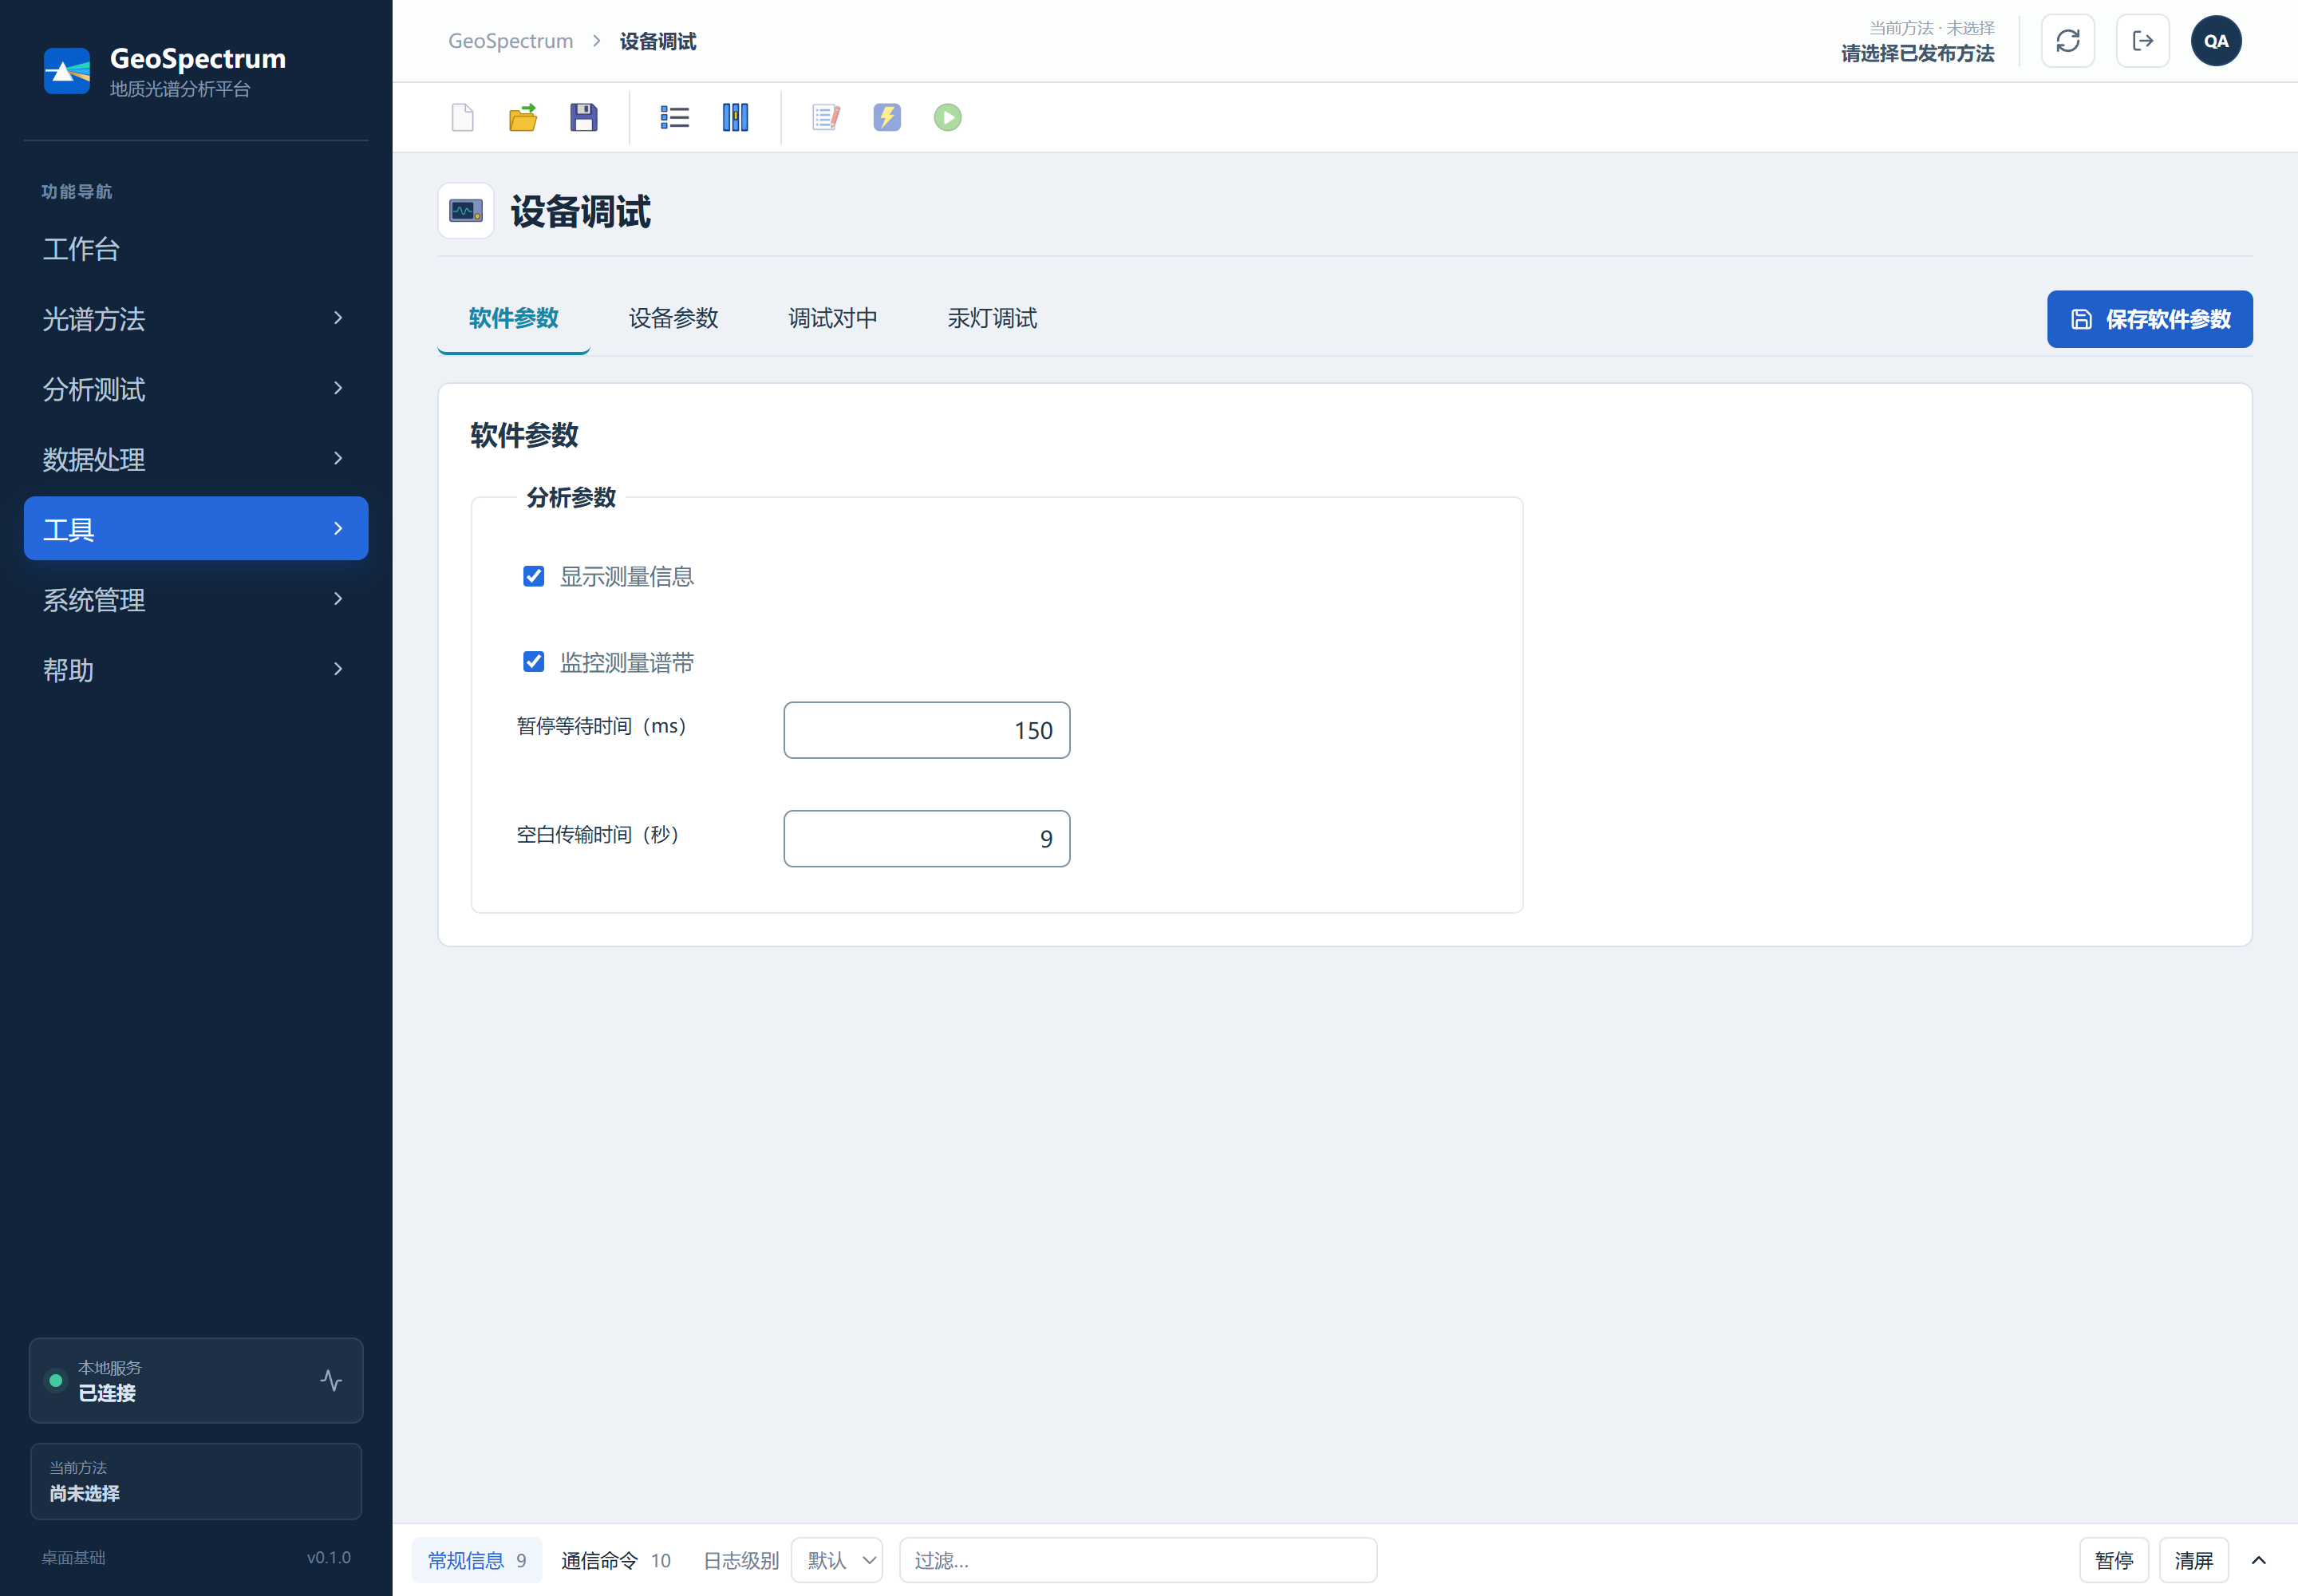 GeoSpectrum
地质光谱分析平台
功能导航
工作台
光谱方法
分析测试
数据处理
工具
系统管理
帮助
本地服务
已连接
当前方法
尚未选择
桌面基础 v0.1.0
GeoSpectrum > 设备调试
当前方法 · 未选择
请选择已发布方法
QA
设备调试
软件参数 设备参数 调试对中 汞灯调试
保存软件参数
软件参数
分析参数
显示测量信息
监控测量谱带
暂停等待时间（ms） 150
空白传输时间（秒） 9
常规信息 9 通信命令 10 日志级别 默认 过滤... 暂停 清屏